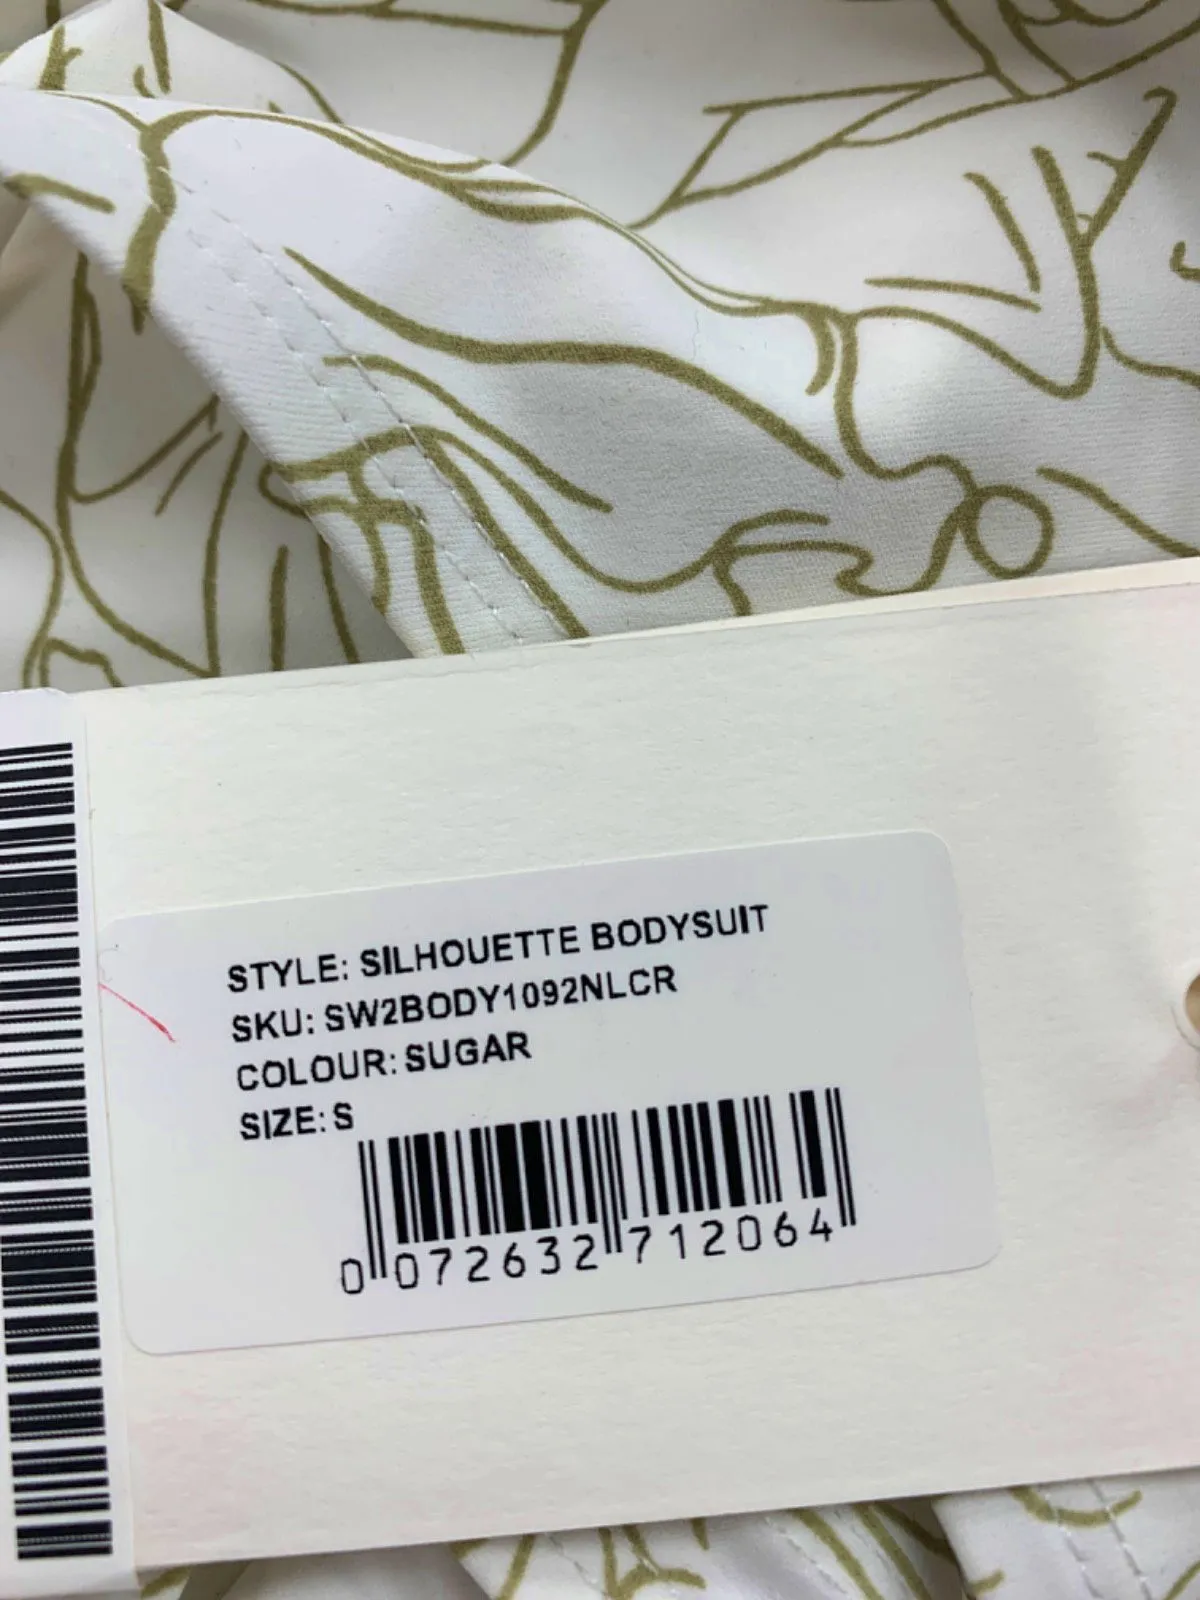 STYLE: SILHOUETTE BODYSUIT
SKU: SW2BODY1092NLCR
COLOUR: SUGAR
SIZE: S
0 072632 712064